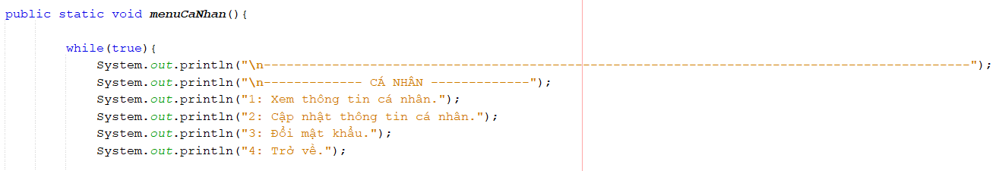 public static void menuCaNhan(){
while(true){
System.out.println("\n---------------------------------------------------------------------------------------------");
System.out.println("\n------------- CÁ NHÂN -------------");
System.out.println("1: Xem thông tin cá nhân.");
System.out.println("2: Cập nhật thông tin cá nhân.");
System.out.println("3: Đổi mật khẩu.");
System.out.println("4: Trở về.");